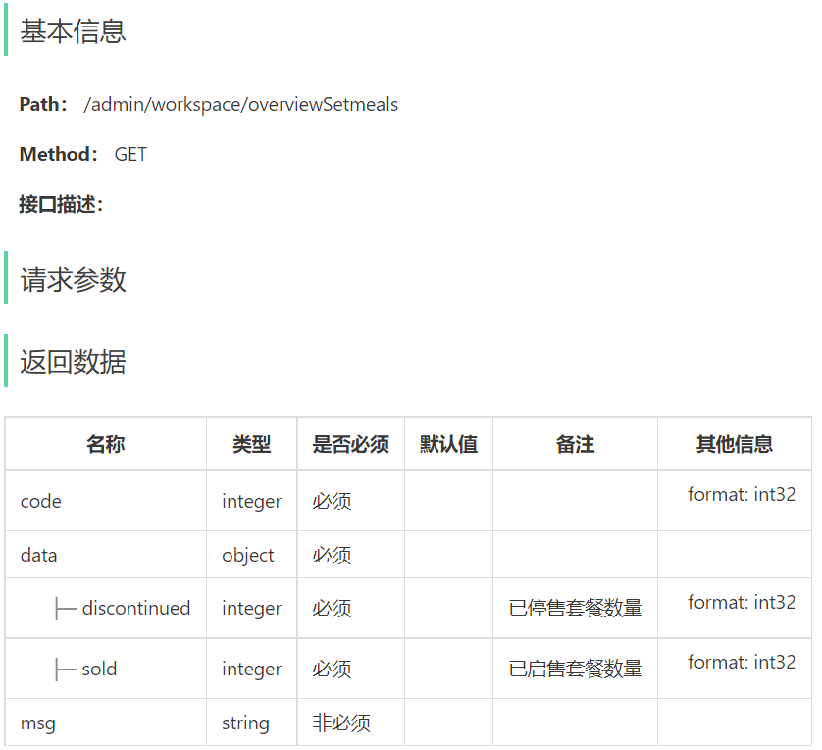 基本信息
Path： /admin/workspace/overviewSetmeals
Method： GET
接口描述：
请求参数
返回数据
名称 类型 是否必须 默认值 备注 其他信息
code integer 必须 format: int32
data object 必须
├─ discontinued integer 必须 已停售套餐数量 format: int32
├─ sold integer 必须 已启售套餐数量 format: int32
msg string 非必须